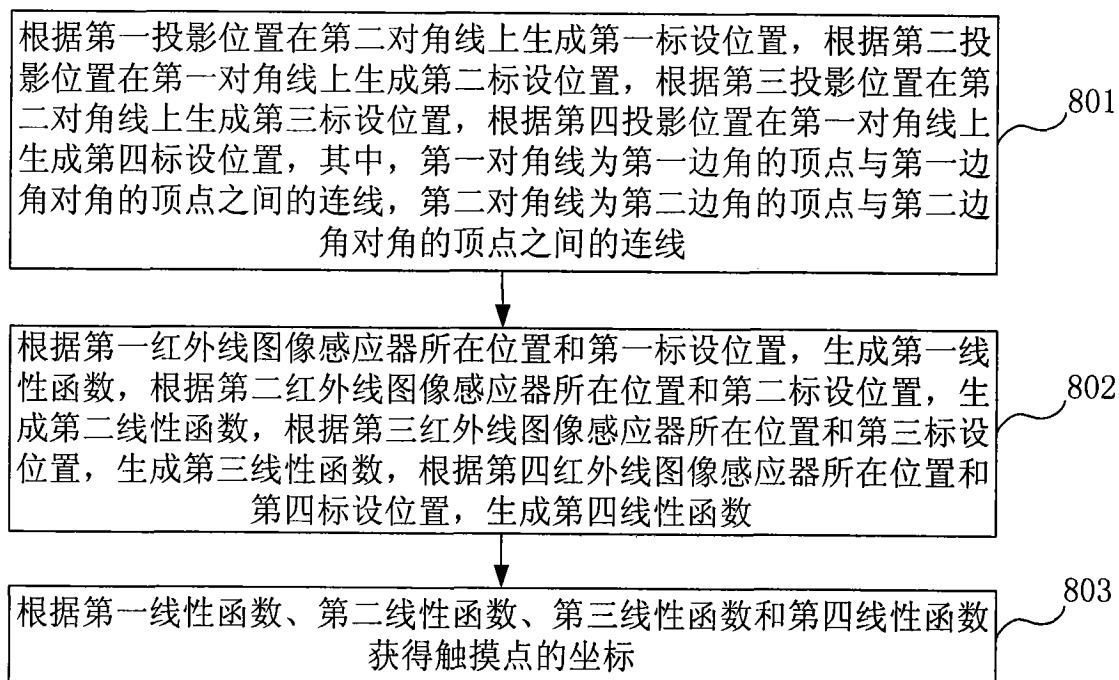 根据第一投影位置在第二对角线上生成第一标设位置，根据第二投
影位置在第一对角线上生成第二标设位置，根据第三投影位置在第
二对角线上生成第三标设位置，根据第四投影位置在第一对角线上
生成第四标设位置，其中，第一对角线为第一边角的顶点与第一边
角对角的顶点之间的连线，第二对角线为第二边角的顶点与第二边
角对角的顶点之间的连线
801
根据第一红外线图像感应器所在位置和第一标设位置，生成第一线
性函数，根据第二红外线图像感应器所在位置和第二标设位置，生
成第二线性函数，根据第三红外线图像感应器所在位置和第三标设
位置，生成第三线性函数，根据第四红外线图像感应器所在位置和
第四标设位置，生成第四线性函数
802
根据第一线性函数、第二线性函数、第三线性函数和第四线性函数
获得触摸点的坐标
803